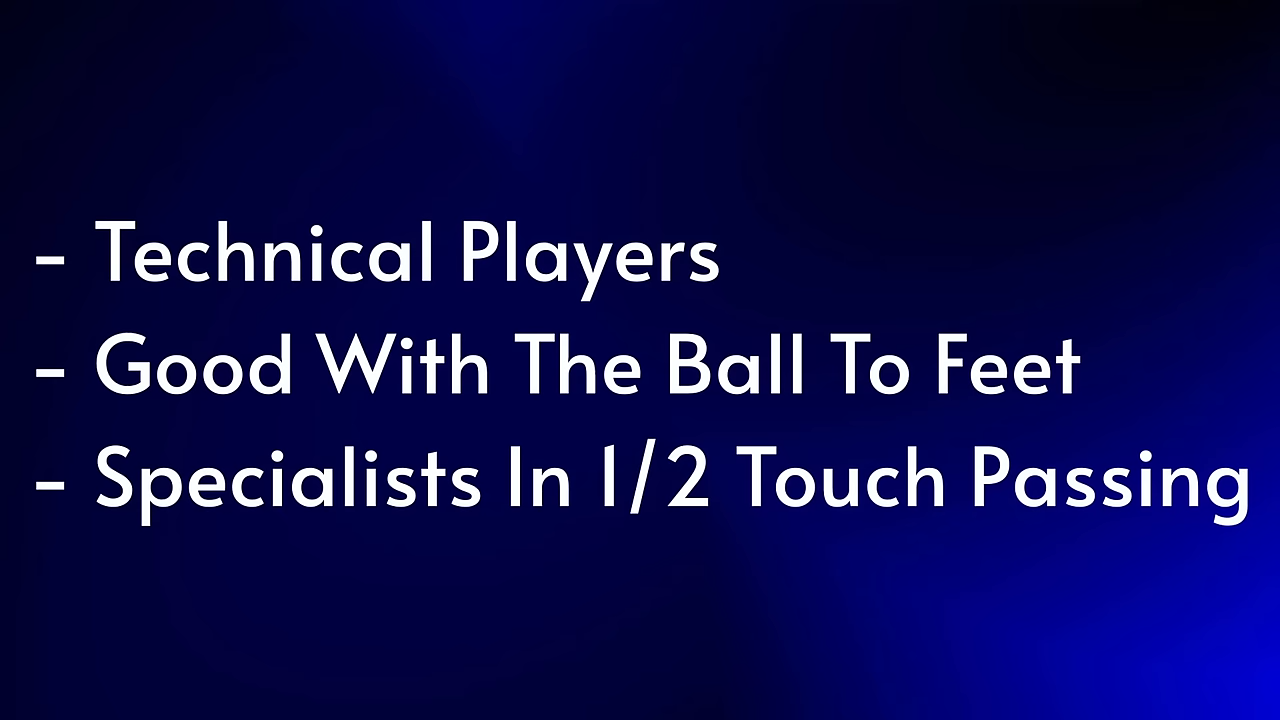 - Technical Players
- Good With The Ball To Feet
- Specialists In 1/2 Touch Passing